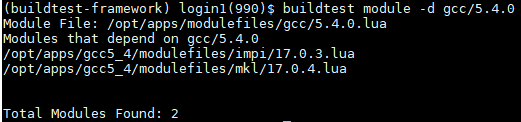 (buildtest-framework) login1(990)$ buildtest module -d gcc/5.4.0
Module File: /opt/apps/modulefiles/gcc/5.4.0.lua
Modules that depend on gcc/5.4.0
/opt/apps/gcc5_4/modulefiles/impi/17.0.3.lua
/opt/apps/gcc5_4/modulefiles/mkl/17.0.4.lua
Total Modules Found: 2